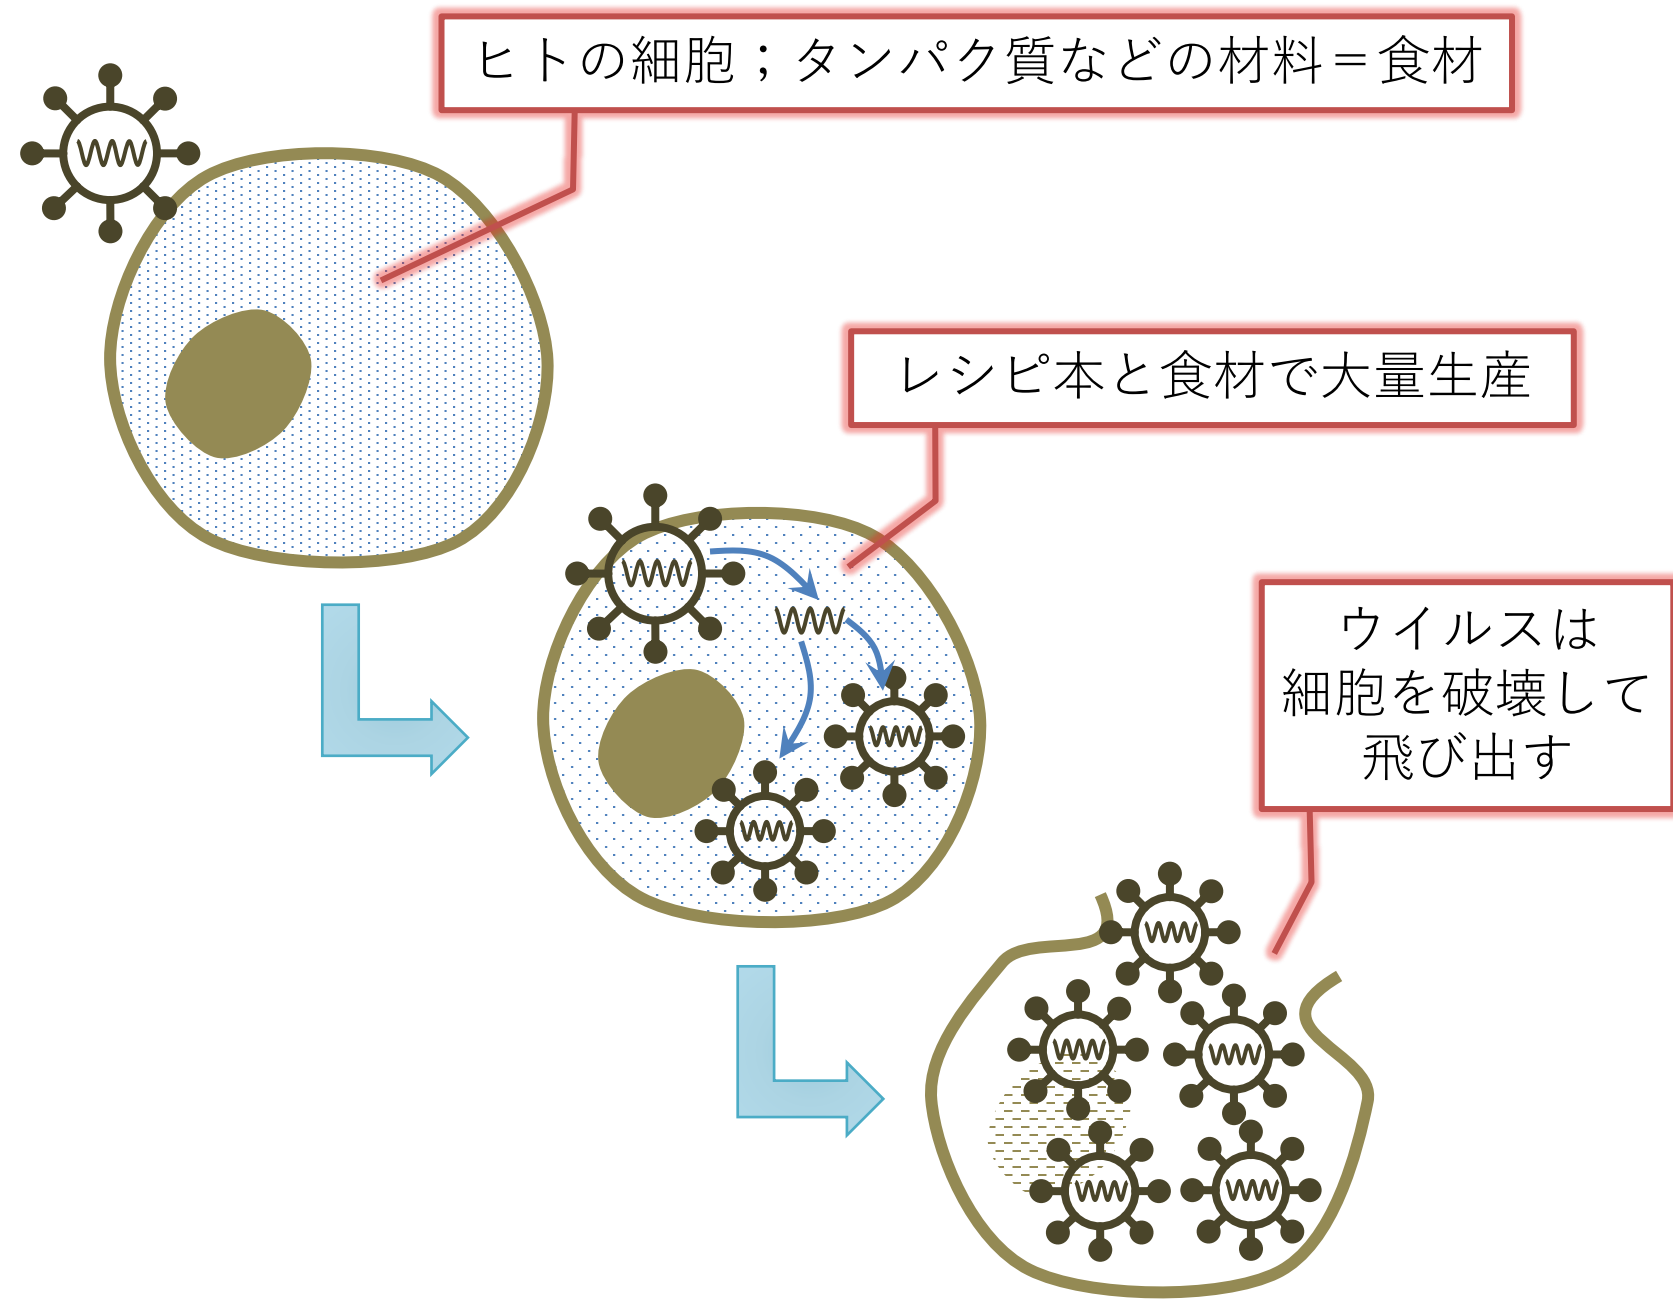 ヒトの細胞；タンパク質などの材料＝食材
レシピ本と食材で大量生産
ウイルスは
細胞を破壊して
飛び出す